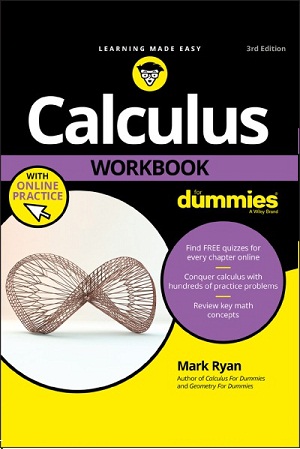 LEARNING MADE EASY
3rd Edition
Calculus
WORKBOOK
WITH
ONLINE
PRACTICE
for
dummies®
A Wiley Brand
Find FREE quizzes for
every chapter online
Conquer calculus with
hundreds of practice problems
Review key math
concepts
Mark Ryan
Author of Calculus For Dummies
and Geometry For Dummies